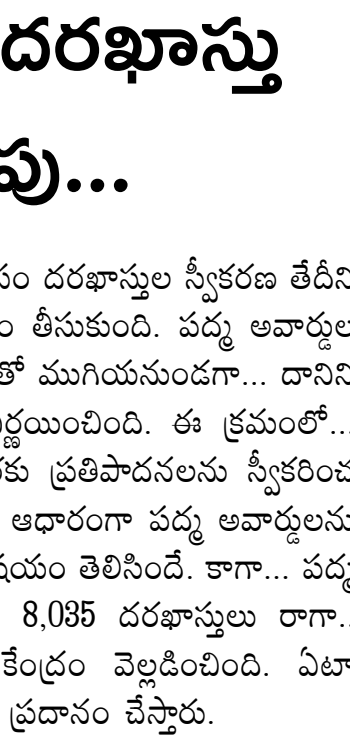 దరఖాస్తు
పు...
సం దరఖాస్తుల స్వీకరణ తేదీని
ం తీసుకుంది. పద్మ అవార్డుల
తో ముగియనుండగా... దానిని
ర్ణయించింది. ఈ క్రమంలో...
కు ప్రతిపాదనలను స్వీకరించ
ఆధారంగా పద్మ అవార్డులను
షయం తెలిసిందే. కాగా... పద్మ
8,035 దరఖాస్తులు రాగా..
కేంద్రం వెల్లడించింది. ఏటా
ప్రదానం చేస్తారు.